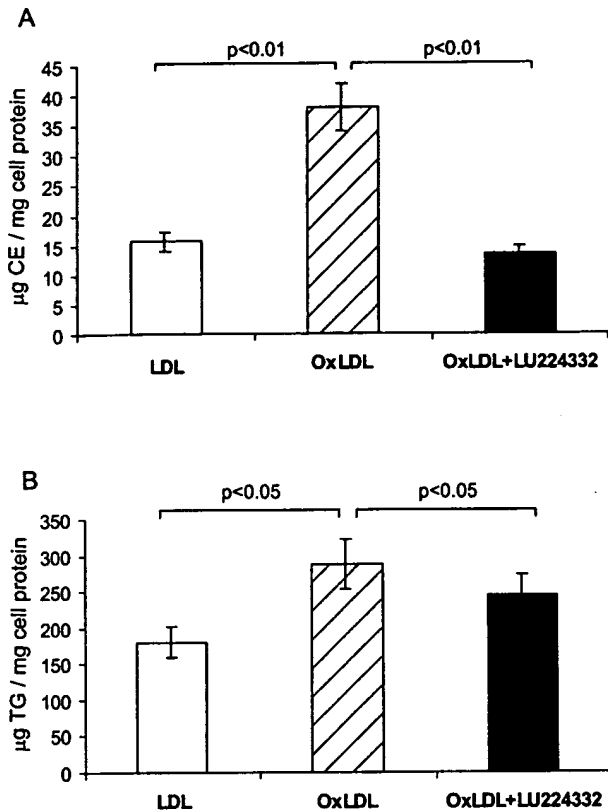 A
p<0.01 p<0.01
45
40
35
30
25
20
15
10
5
0
µg CE / mg cell protein
LDL OxLDL OxLDL+LU224332
B
p<0.05 p<0.05
350
300
250
200
150
100
50
0
µg TG / mg cell protein
LDL OxLDL OxLDL+LU224332